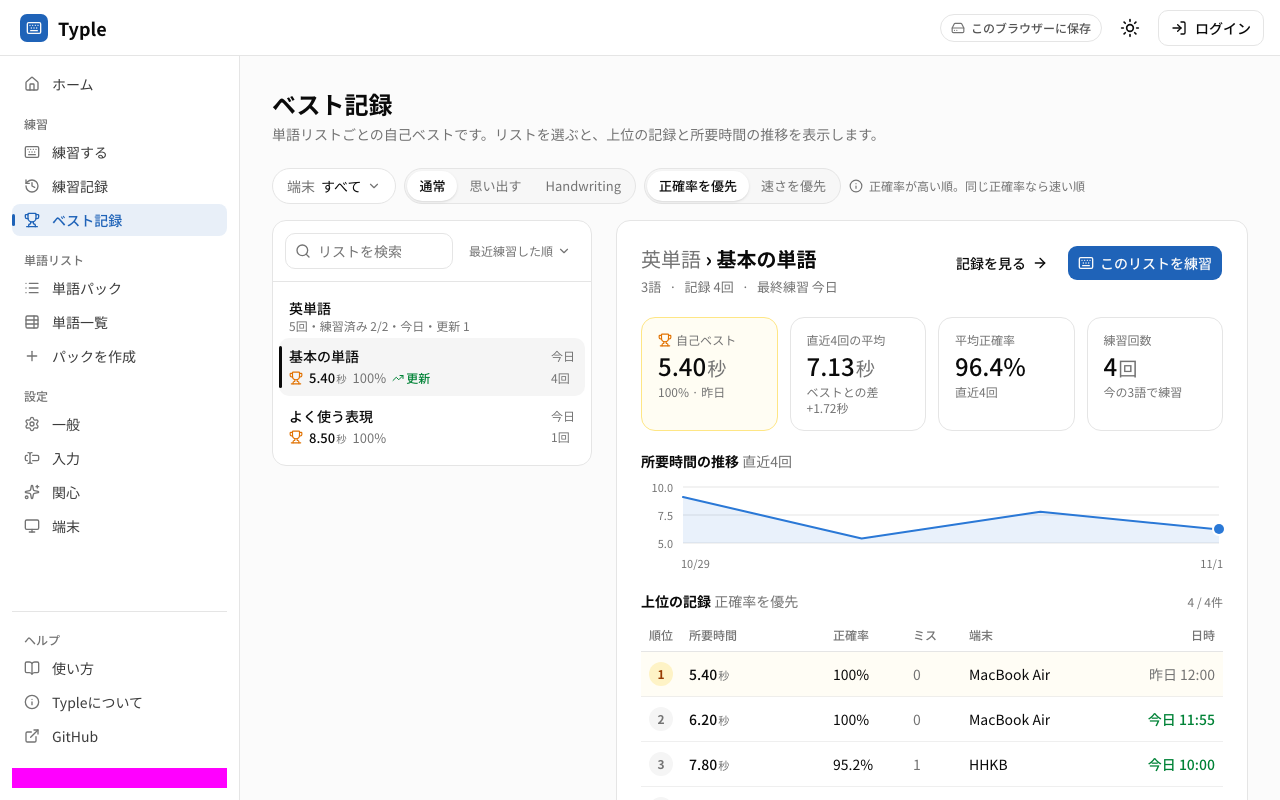 Typle
このブラウザーに保存
ログイン
ホーム
練習
練習する
練習記録
ベスト記録
単語リスト
単語パック
単語一覧
パックを作成
設定
一般
入力
関心
端末
ヘルプ
使い方
Typleについて
GitHub
ベスト記録
単語リストごとの自己ベストです。リストを選ぶと、上位の記録と所要時間の推移を表示します。
端末 すべて
通常 思い出す Handwriting
正確率を優先 速さを優先
正確率が高い順。同じ正確率なら速い順
リストを検索
最近練習した順
英単語
5回・練習済み 2/2・今日・更新 1
基本の単語 今日
5.40秒 100% 更新 4回
よく使う表現 今日
8.50秒 100% 1回
英単語 › 基本の単語
3語 · 記録 4回 · 最終練習 今日
記録を見る
このリストを練習
自己ベスト
5.40秒
100% · 昨日
直近4回の平均
7.13秒
ベストとの差
+1.72秒
平均正確率
96.4%
直近4回
練習回数
4回
今の3語で練習
所要時間の推移 直近4回
10.0
7.5
5.0
10/29 11/1
上位の記録 正確率を優先 4 / 4件
順位 所要時間 正確率 ミス 端末 日時
1 5.40秒 100% 0 MacBook Air 昨日 12:00
2 6.20秒 100% 0 MacBook Air 今日 11:55
3 7.80秒 95.2% 1 HHKB 今日 10:00